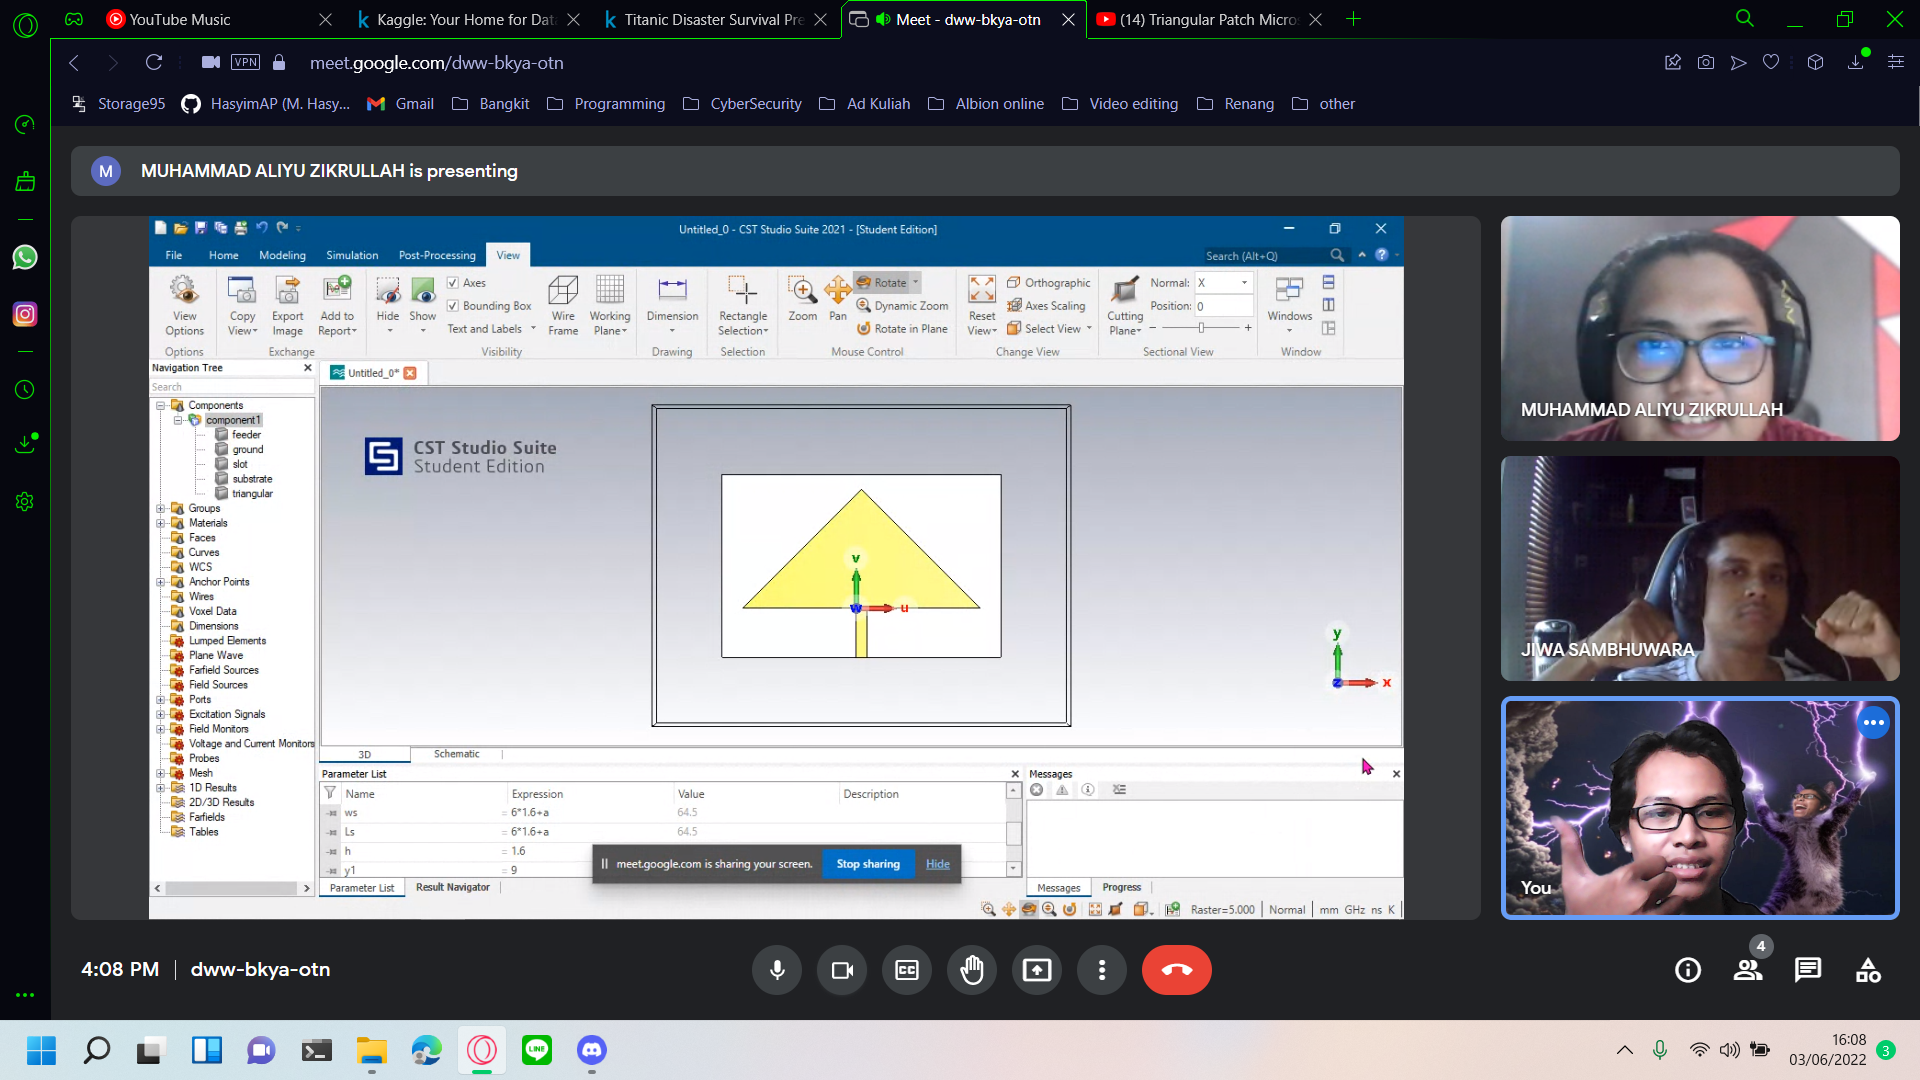 YouTube Music
Kaggle: Your Home for Dat
Titanic Disaster Survival Pre
Meet - dww-bkya-otn
(14) Triangular Patch Micros
VPN
meet.google.com/dww-bkya-otn
Storage95
HasyimAP (M. Hasy...
Gmail
Bangkit
Programming
CyberSecurity
Ad Kuliah
Albion online
Video editing
Renang
other
M
MUHAMMAD ALIYU ZIKRULLAH is presenting
Untitled_0 - CST Studio Suite 2021 - [Student Edition]
File Home Modeling Simulation Post-Processing View
Search (Alt+Q)
View Options
Options
Copy View
Export Image
Add to Report
Exchange
Hide
Show
Axes
Bounding Box
Text and Labels
Wire Frame
Working Plane
Visibility
Dimension
Drawing
Rectangle Selection
Selection
Zoom
Pan
Rotate
Dynamic Zoom
Rotate in Plane
Mouse Control
Reset View
Orthographic
Axes Scaling
Select View
Change View
Cutting Plane
Normal: X
Position: 0
Sectional View
Windows
Window
Navigation Tree
Search
Components
component1
feeder
ground
slot
substrate
triangular
Groups
Materials
Faces
Curves
WCS
Anchor Points
Wires
Voxel Data
Dimensions
Lumped Elements
Plane Wave
Farfield Sources
Field Sources
Ports
Excitation Signals
Field Monitors
Voltage and Current Monitors
Probes
Mesh
1D Results
2D/3D Results
Farfields
Tables
Untitled_0*
CST Studio Suite
Student Edition
v
w
u
y
z
x
3D
Schematic
Parameter List
Name Expression Value Description
ws = 6*1.6+a 64.5
Ls = 6*1.6+a 64.5
h = 1.6
y1 = 9
Parameter List
Result Navigator
meet.google.com is sharing your screen.
Stop sharing
Hide
Messages
Messages
Progress
Raster=5.000 Normal mm GHz ns K
MUHAMMAD ALIYU ZIKRULLAH
JIWA SAMBHUWARA
You
4:08 PM
dww-bkya-otn
CC
4
LINE
16:08
03/06/2022
3